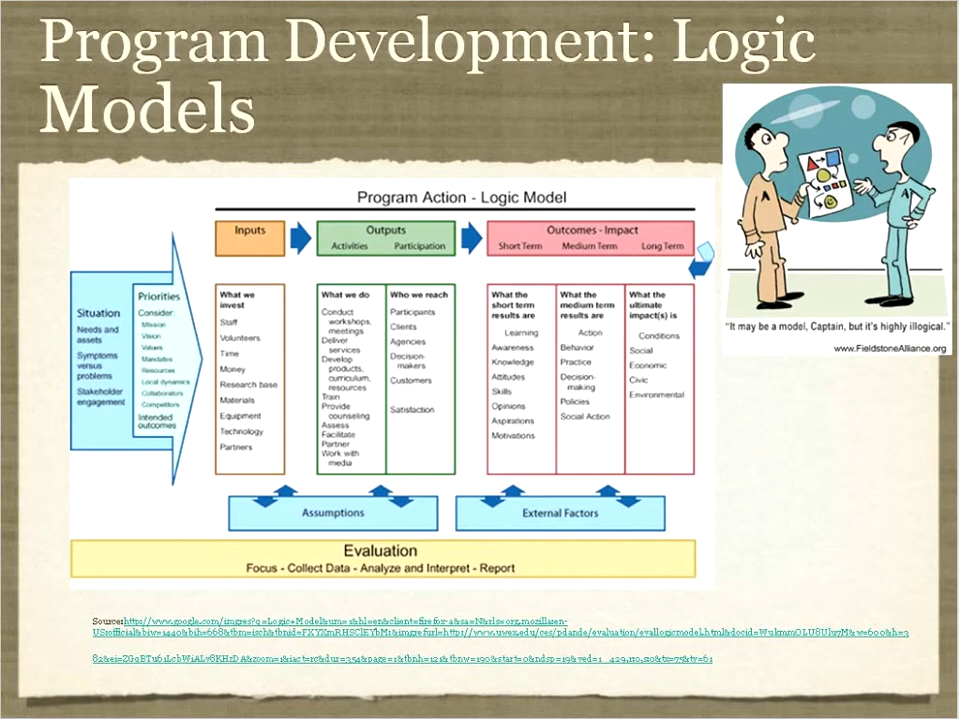 Program Development: Logic
Models
Program Action - Logic Model
Inputs
Outputs
Activities Participation
Outcomes - Impact
Short Term Medium Term Long Term
Situation
Needs and
assets
Symptoms
versus
problems
Stakeholder
engagement
Priorities
Consider:
Mission
Vision
Values
Mandates
Resources
Local dynamics
Collaborators
Competitors
Intended
outcomes
What we
invest
Staff
Volunteers
Time
Money
Research base
Materials
Equipment
Technology
Partners
What we do
Conduct
workshops,
meetings
Deliver
services
Develop
products,
curriculum,
resources
Train
Provide
counseling
Assess
Facilitate
Partner
Work with
media
Who we reach
Participants
Clients
Agencies
Decision-
makers
Customers
Satisfaction
What the
short term
results are
Learning
Awareness
Knowledge
Attitudes
Skills
Opinions
Aspirations
Motivations
What the
medium term
results are
Action
Behavior
Practice
Decision-
making
Policies
Social Action
What the
ultimate
impact(s) is
Conditions
Social
Economic
Civic
Environmental
Assumptions
External Factors
Evaluation
Focus - Collect Data - Analyze and Interpret - Report
A
A
"It may be a model, Captain, but it's highly illogical."
www.FieldstoneAlliance.org
Source: